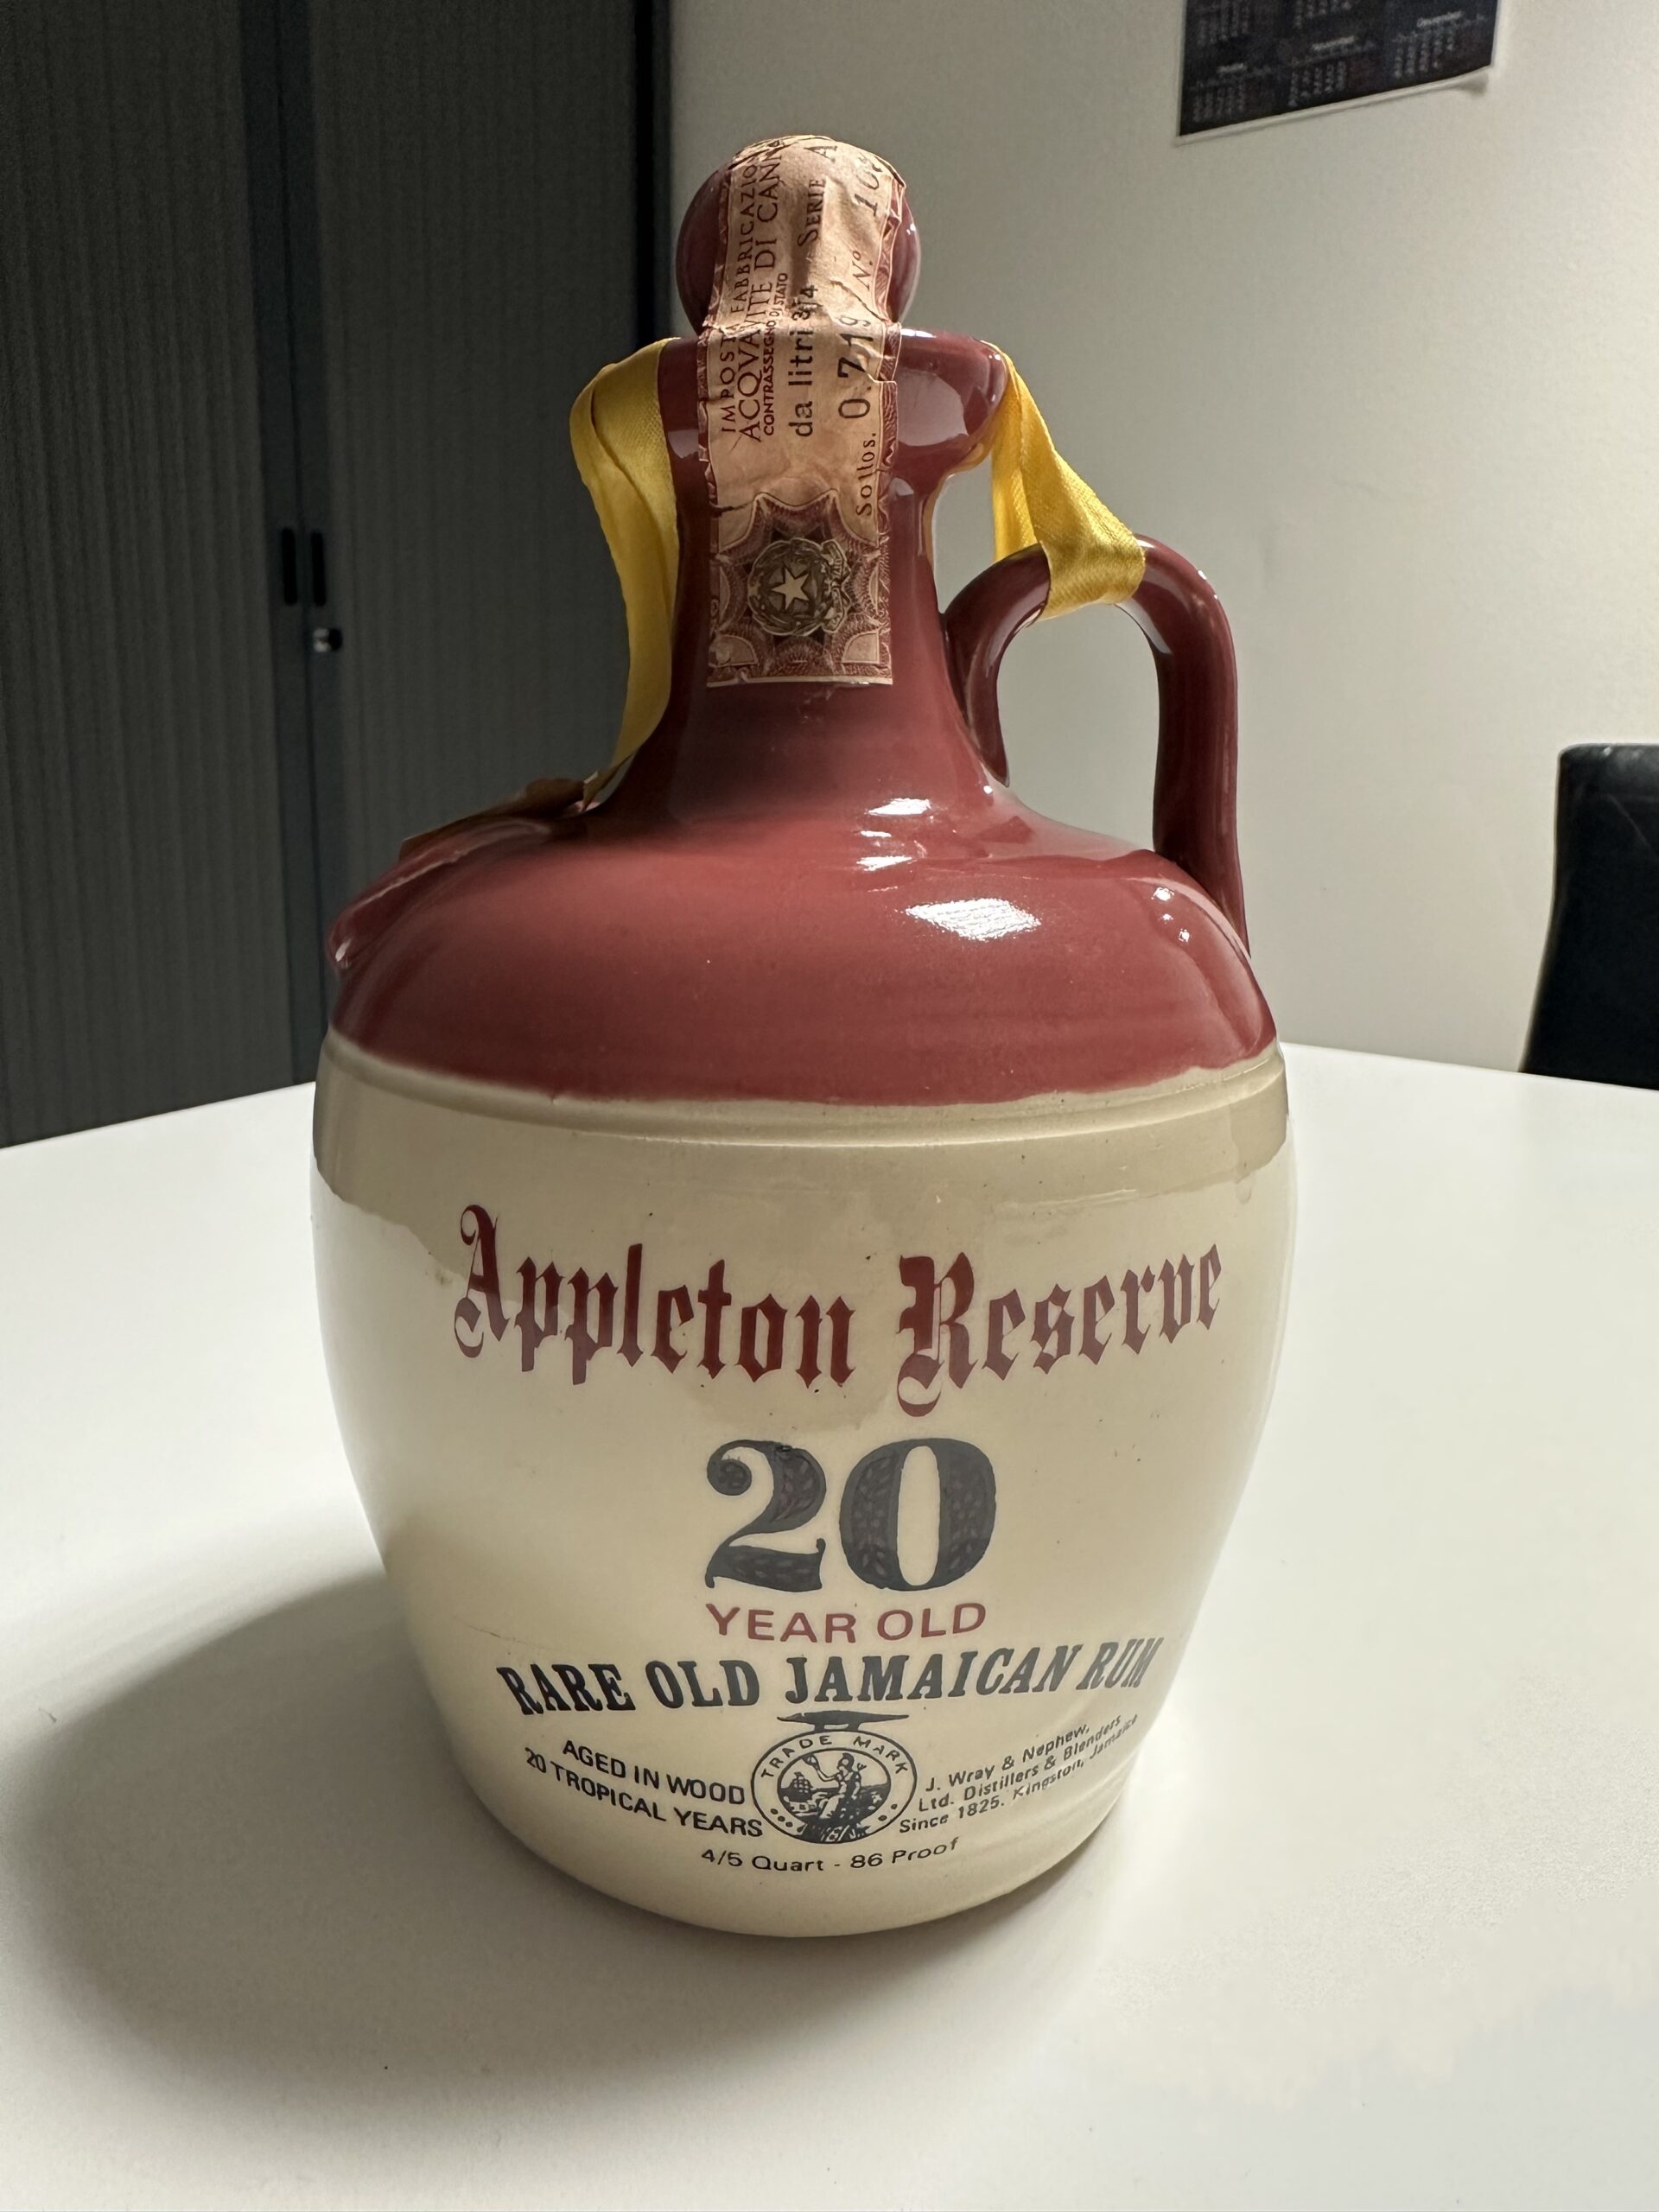 IMPOSTA FABBRICAZIONE
ACQVAVITE DI CANNA
CONTRASSEGNO DI STATO
da litri 3/4 SERIE A
Sottos. 0.719 / N.º
Appleton Reserve
20
YEAR OLD
RARE OLD JAMAICAN RUM
AGED IN WOOD
20 TROPICAL YEARS
TRADE MARK
J. Wray & Nephew,
Ltd. Distillers & Blenders
Since 1825. Kingston, Jamaica
4/5 Quart - 86 Proof